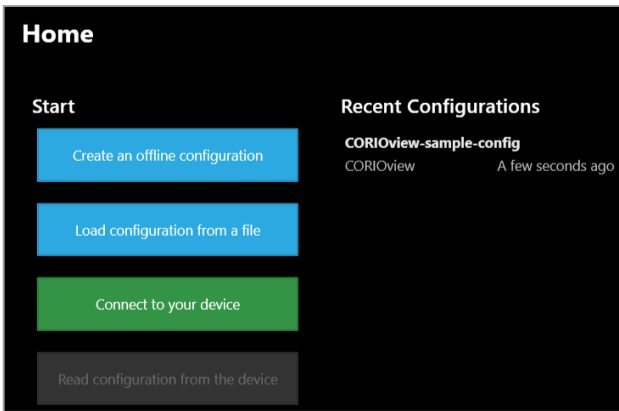 Home
Start
Create an offline configuration
Load configuration from a file
Connect to your device
Read configuration from the device
Recent Configurations
CORIOview-sample-config
CORIOview A few seconds ago